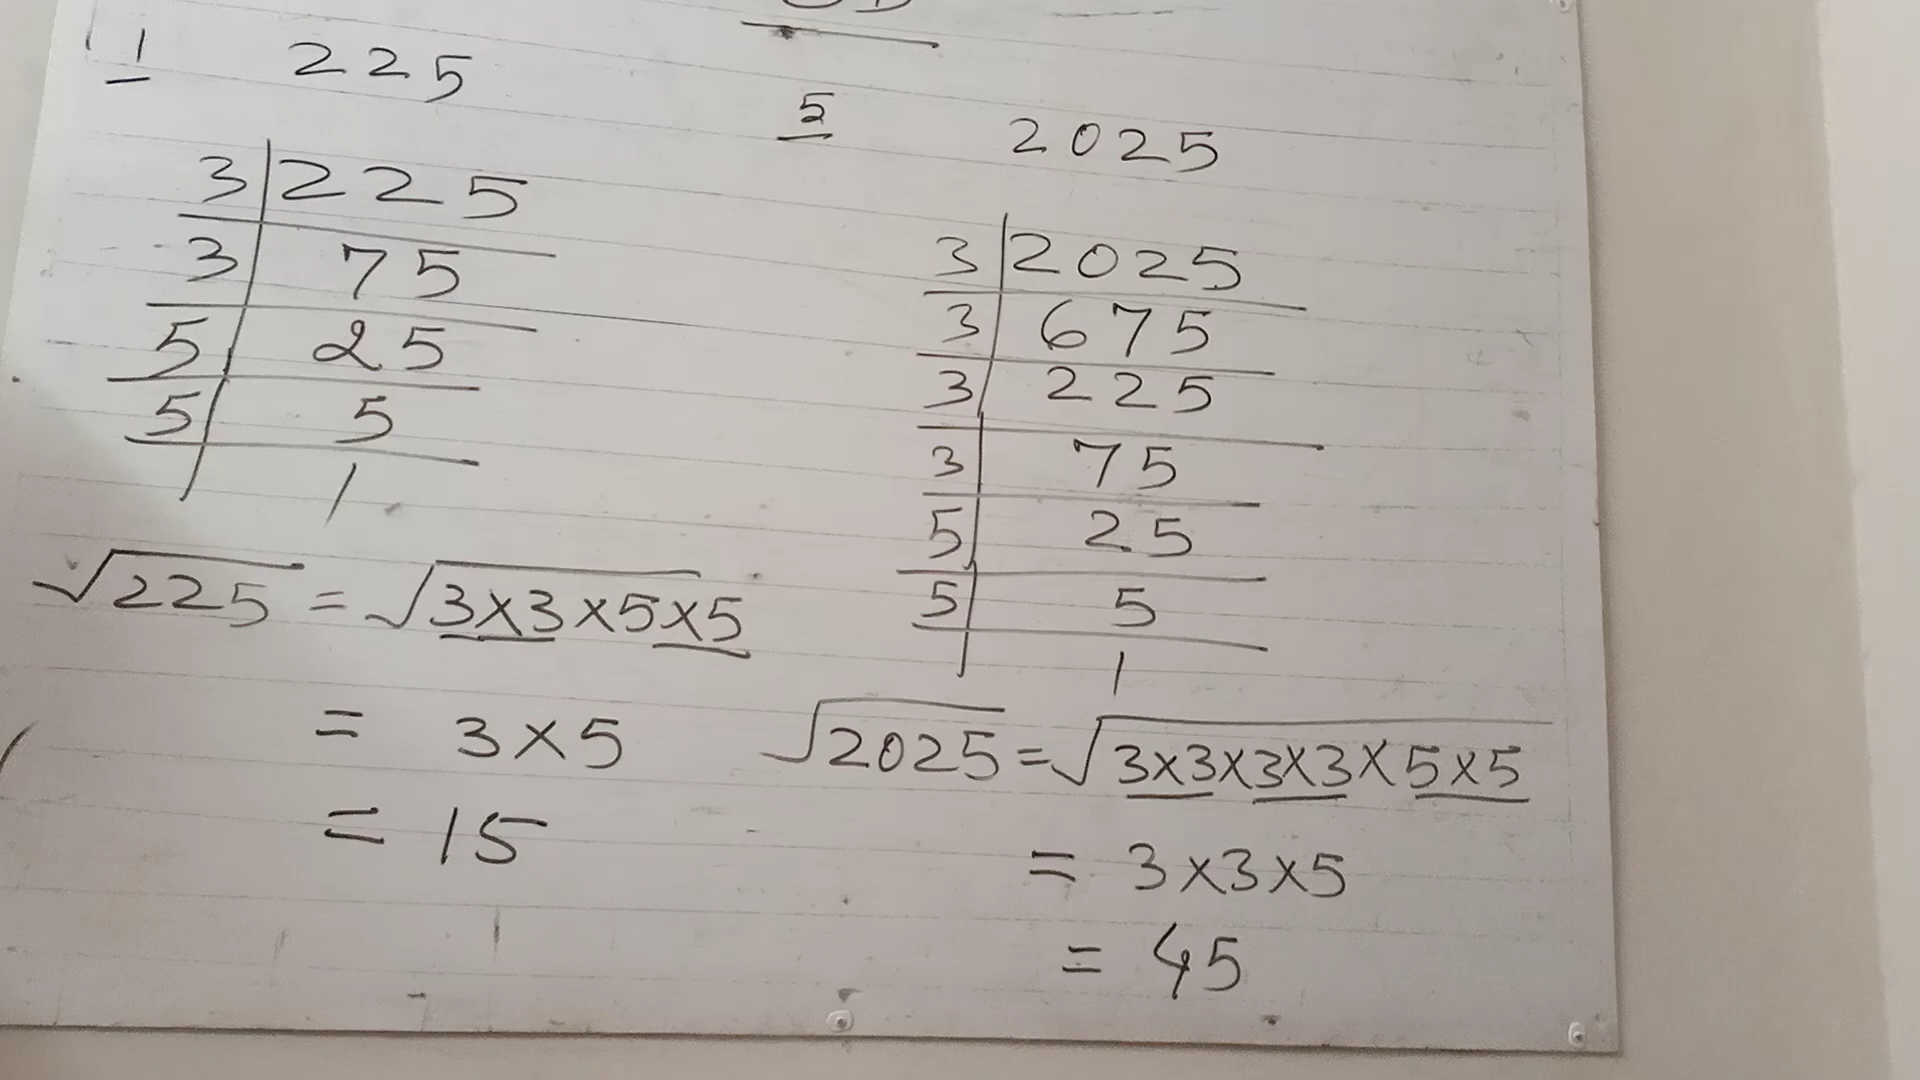 1 225
3 | 225
3 | 75
5 | 25
5 | 5
1
√225 = √3×3×5×5
= 3×5
= 15
5 2025
3 | 2025
3 | 675
3 | 225
3 | 75
5 | 25
5 | 5
1
√2025 = √3×3×3×3×5×5
= 3×3×5
= 45